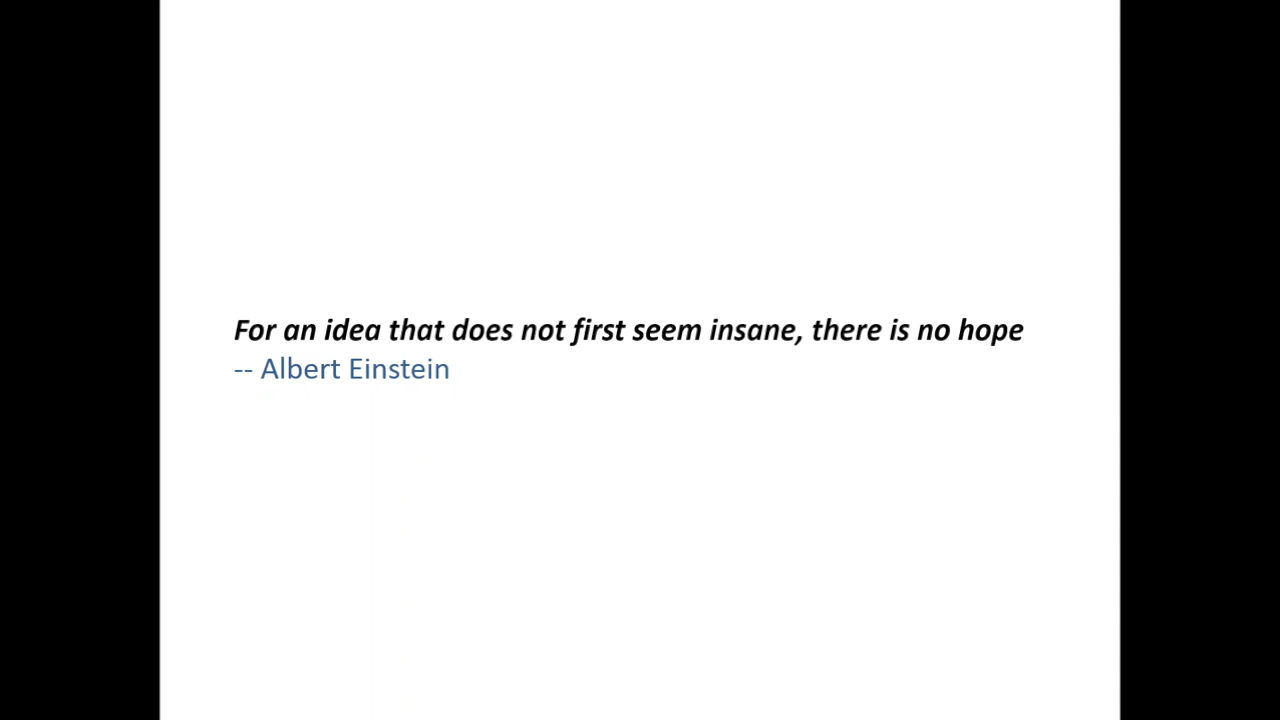 For an idea that does not first seem insane, there is no hope
-- Albert Einstein